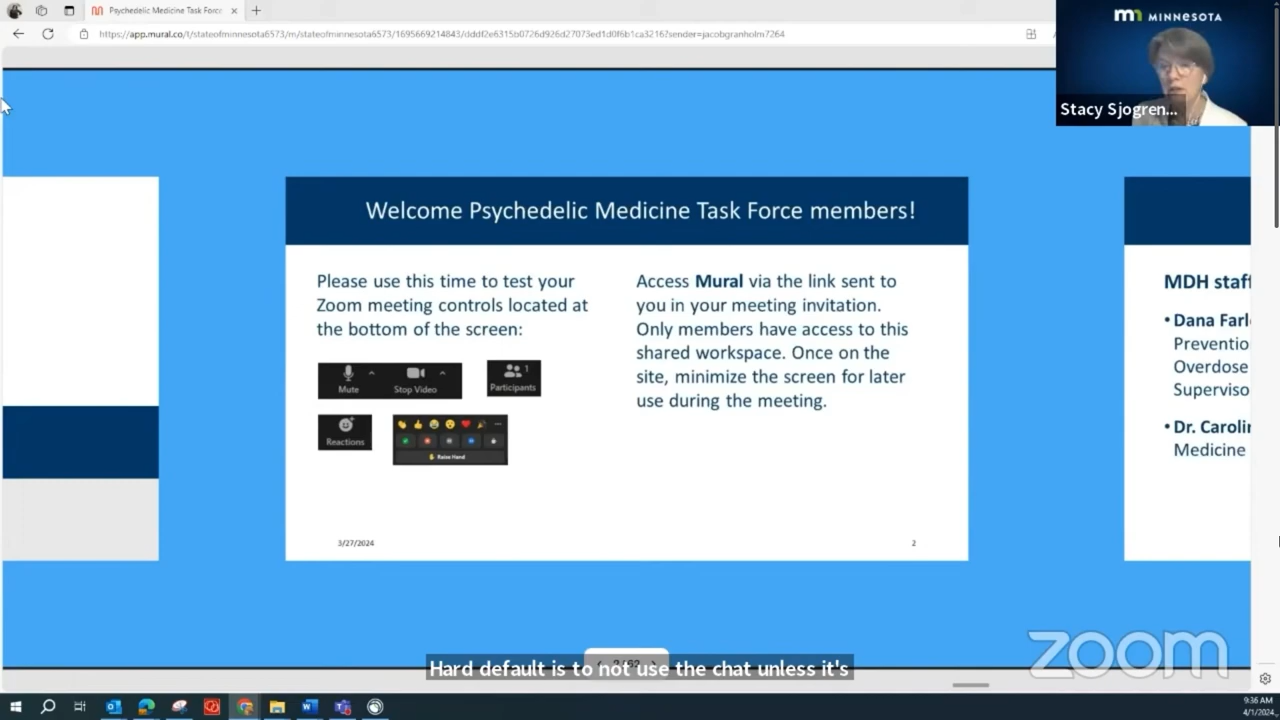 Psychedelic Medicine Task Force
https://app.mural.co/t/stateofminnesota6573/m/stateofminnesota6573/1695669214843/dddf2e6315b0726d926d27073ed1d0f6b1ca3216?sender=jacobgranholm7264
MINNESOTA
Stacy Sjogren...
Welcome Psychedelic Medicine Task Force members!
Please use this time to test your
Zoom meeting controls located at
the bottom of the screen:
Mute
Stop Video
1
Participants
Reactions
Raise Hand
Access Mural via the link sent to
you in your meeting invitation.
Only members have access to this
shared workspace. Once on the
site, minimize the screen for later
use during the meeting.
3/27/2024
2
MDH staff
•Dana Farl
Preventio
Overdose
Superviso
•Dr. Carolin
Medicine
zoom
Hard default is to not use the chat unless it's
9:36 AM
4/1/2024